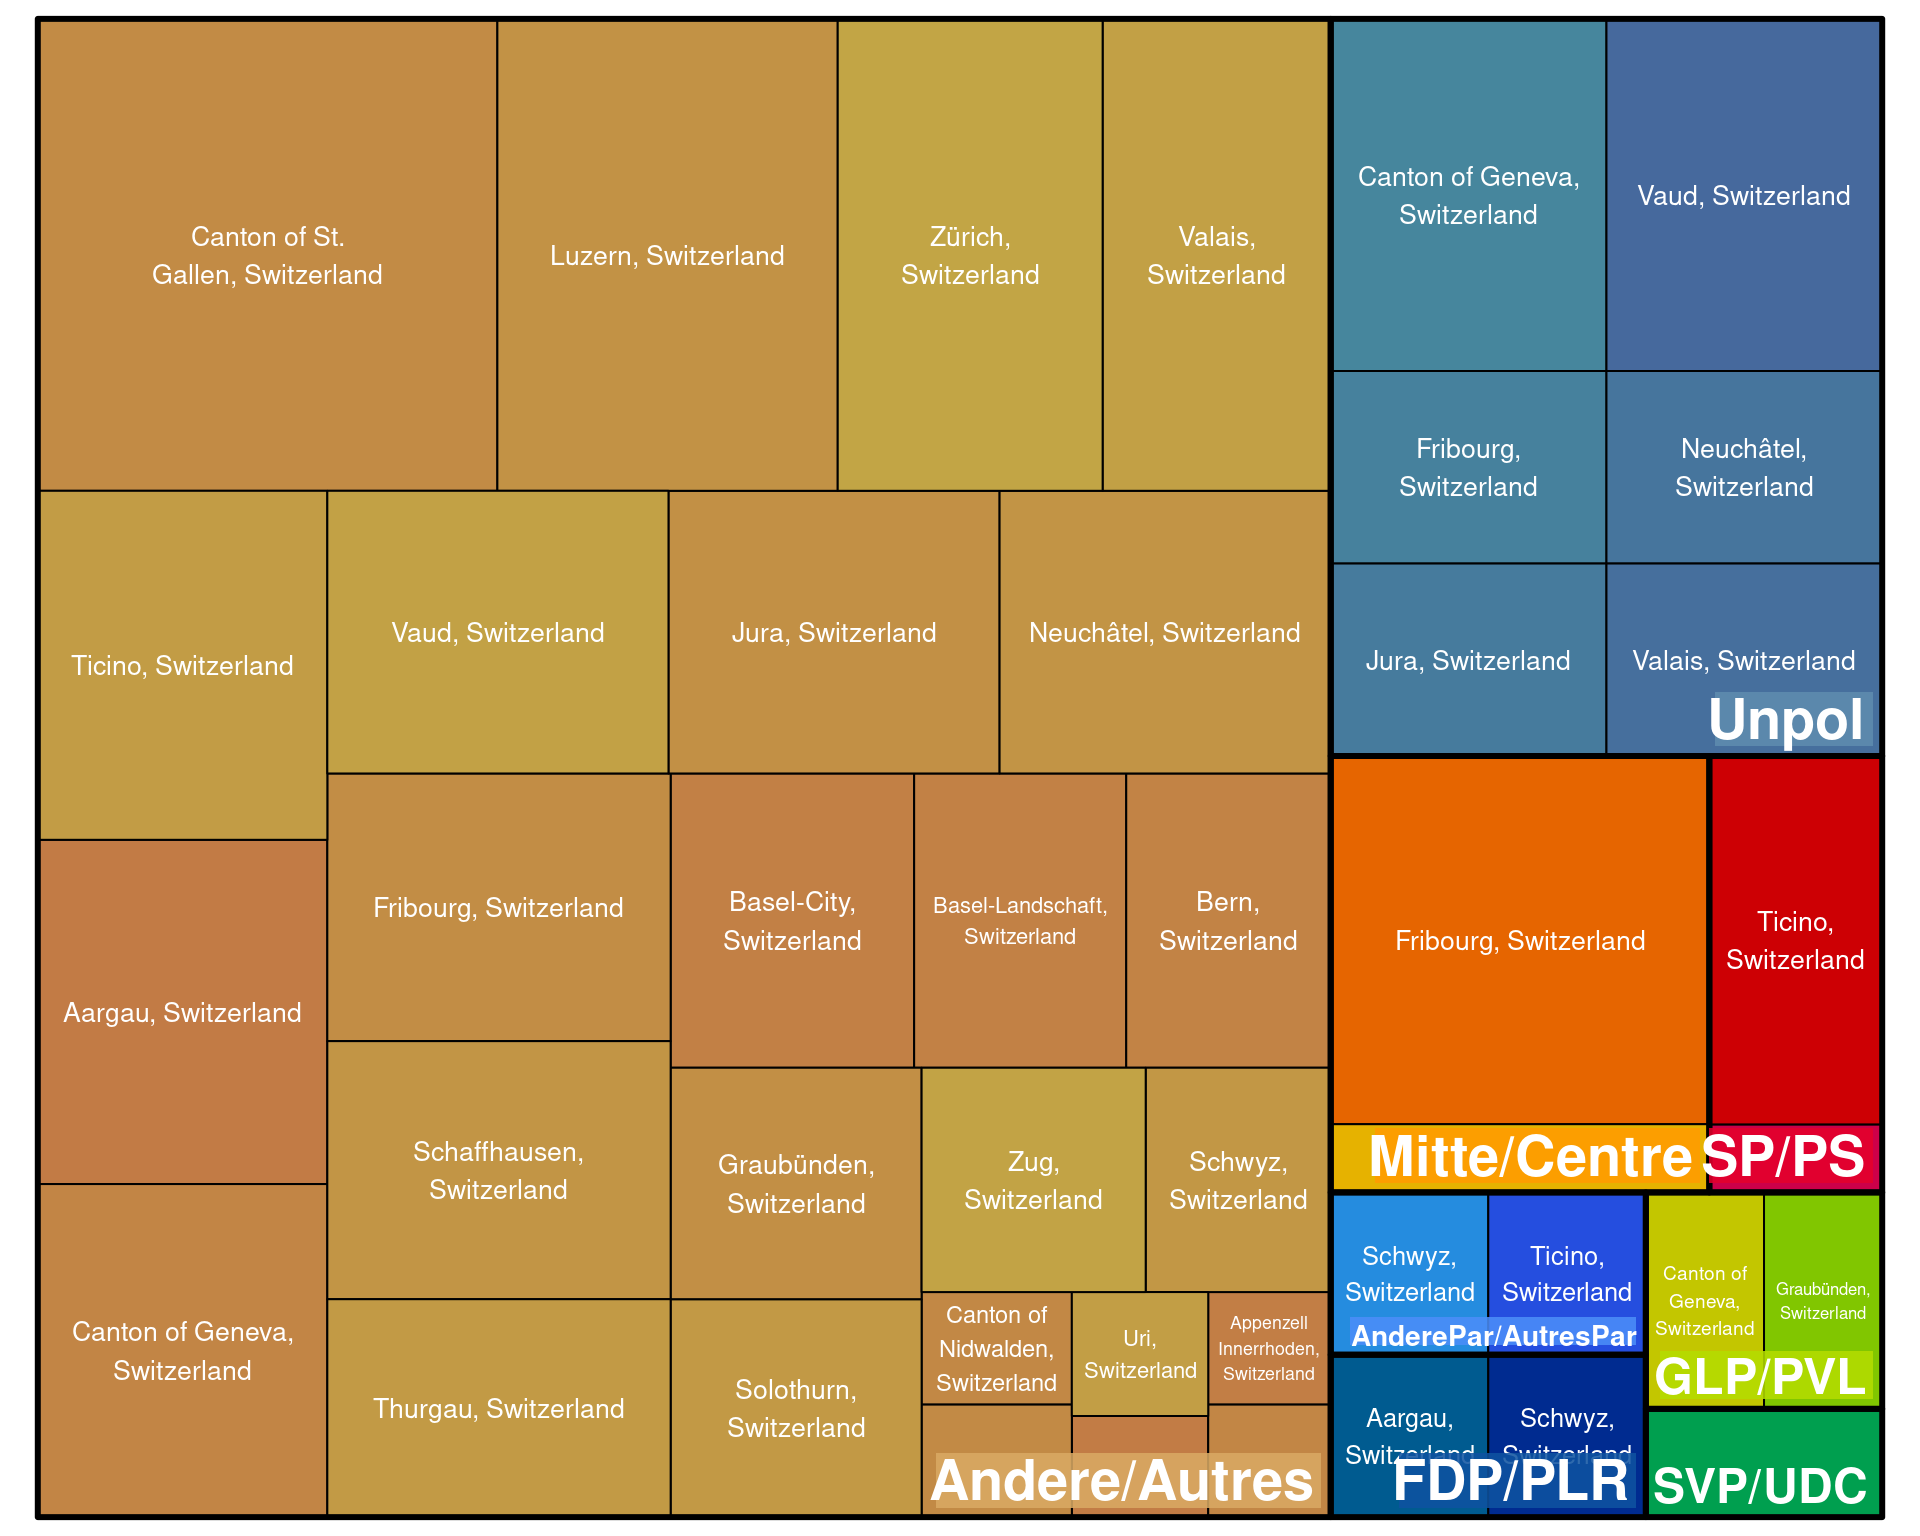 Canton of St.
Gallen, Switzerland
Luzern, Switzerland
Zürich,
Switzerland
Valais,
Switzerland
Ticino, Switzerland
Vaud, Switzerland
Jura, Switzerland
Neuchâtel, Switzerland
Aargau, Switzerland
Fribourg, Switzerland
Basel-City,
Switzerland
Basel-Landschaft,
Switzerland
Bern,
Switzerland
Canton of Geneva,
Switzerland
Schaffhausen,
Switzerland
Graubünden,
Switzerland
Zug,
Switzerland
Schwyz,
Switzerland
Thurgau, Switzerland
Solothurn,
Switzerland
Canton of
Nidwalden,
Switzerland
Uri,
Switzerland
Appenzell
Innerrhoden,
Switzerland
Andere/Autres
Canton of Geneva,
Switzerland
Vaud, Switzerland
Fribourg,
Switzerland
Neuchâtel,
Switzerland
Jura, Switzerland
Valais, Switzerland
Unpol
Fribourg, Switzerland
Mitte/Centre
Ticino,
Switzerland
SP/PS
Schwyz,
Switzerland
Ticino,
Switzerland
AnderePar/AutresPar
Canton of
Geneva,
Switzerland
Graubünden,
Switzerland
GLP/PVL
Aargau,
Switzerland
Schwyz,
Switzerland
FDP/PLR
SVP/UDC